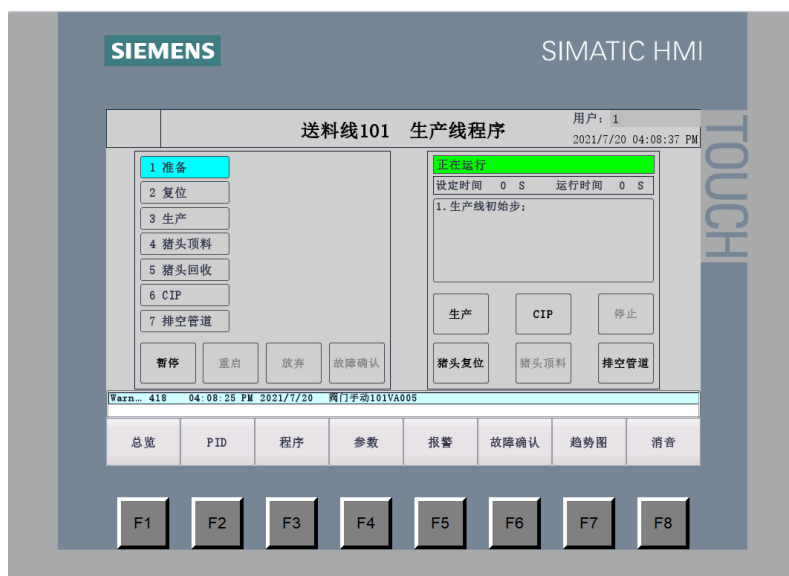 SIEMENS
SIMATIC HMI
TOUCH
送料线101 生产线程序
用户: 1
2021/7/20 04:08:37 PM
1 准备
2 复位
3 生产
4 猪头顶料
5 猪头回收
6 CIP
7 排空管道
暂停 重启 放弃 故障确认
正在运行
设定时间 0 S 运行时间 0 S
1.生产线初始步;
生产 CIP 停止
猪头复位 猪头顶料 排空管道
Warn... 418 04:08:25 PM 2021/7/20 阀门手动101VA005
总览 PID 程序 参数 报警 故障确认 趋势图 消音
F1 F2 F3 F4 F5 F6 F7 F8